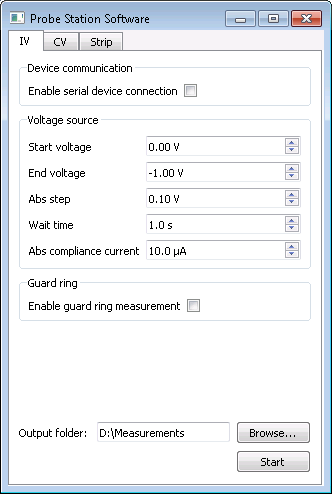 Probe Station Software
IV CV Strip
Device communication
Enable serial device connection
Voltage source
Start voltage 0.00 V
End voltage -1.00 V
Abs step 0.10 V
Wait time 1.0 s
Abs compliance current 10.0 µA
Guard ring
Enable guard ring measurement
Output folder: D:\Measurements Browse...
Start